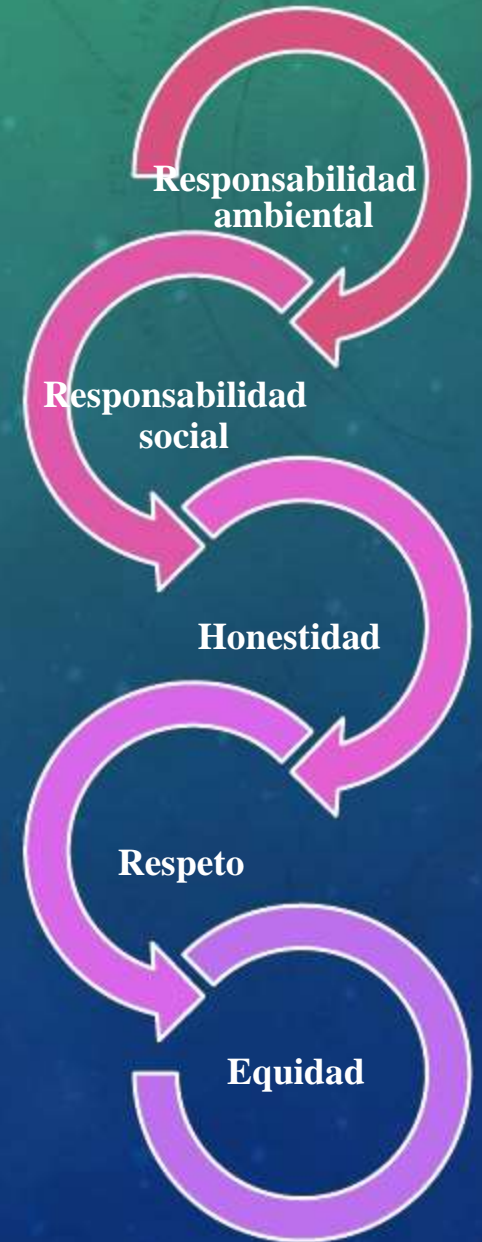 Responsabilidad
ambiental
Responsabilidad
social
Honestidad
Respeto
Equidad